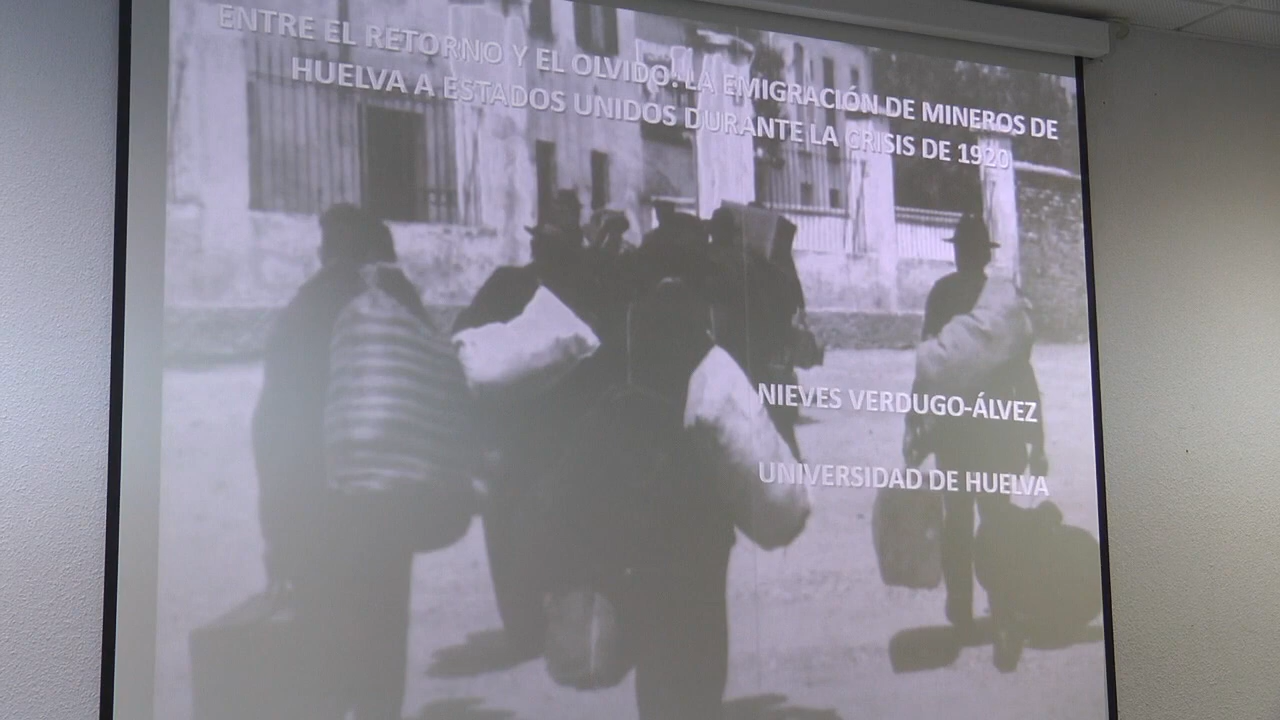 ENTRE EL RETORNO Y EL OLVIDO: LA EMIGRACIÓN DE MINEROS DE
HUELVA A ESTADOS UNIDOS DURANTE LA CRISIS DE 1920
NIEVES VERDUGO-ÁLVEZ
UNIVERSIDAD DE HUELVA